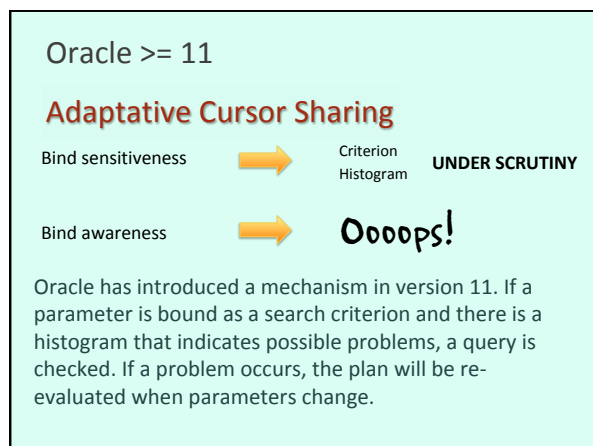 Oracle >= 11
Adaptative Cursor Sharing
Bind sensitiveness
Criterion
Histogram
UNDER SCRUTINY
Bind awareness
Oooops!
Oracle has introduced a mechanism in version 11. If a
parameter is bound as a search criterion and there is a
histogram that indicates possible problems, a query is
checked. If a problem occurs, the plan will be re-
evaluated when parameters change.